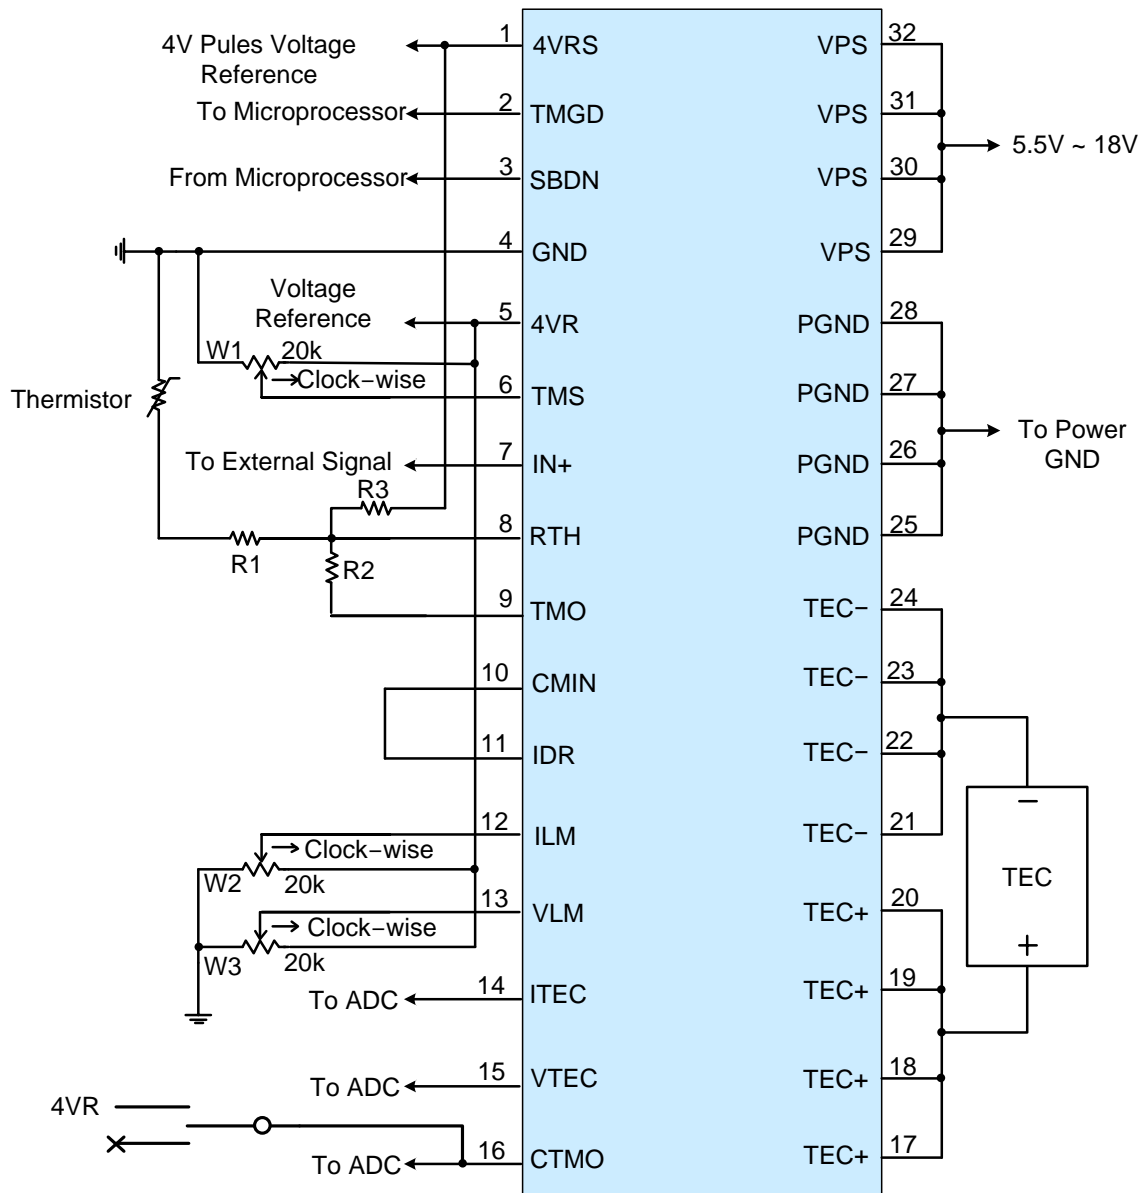 4V Pules Voltage
Reference
1
4VRS
VPS
32
To Microprocessor
2
TMGD
VPS
31
5.5V ~ 18V
From Microprocessor
3
SBDN
VPS
30
4
GND
VPS
29
Voltage
Reference
5
4VR
PGND
28
W1
20k
Clock-wise
6
TMS
PGND
27
Thermistor
To Power
GND
To External Signal
7
IN+
PGND
26
R3
8
RTH
PGND
25
R1
R2
9
TMO
TEC-
24
10
CMIN
TEC-
23
11
IDR
TEC-
22
12
ILM
TEC-
21
Clock-wise
W2
20k
−
TEC
+
13
VLM
TEC+
20
Clock-wise
W3
20k
To ADC
14
ITEC
TEC+
19
To ADC
15
VTEC
TEC+
18
4VR
To ADC
16
CTMO
TEC+
17